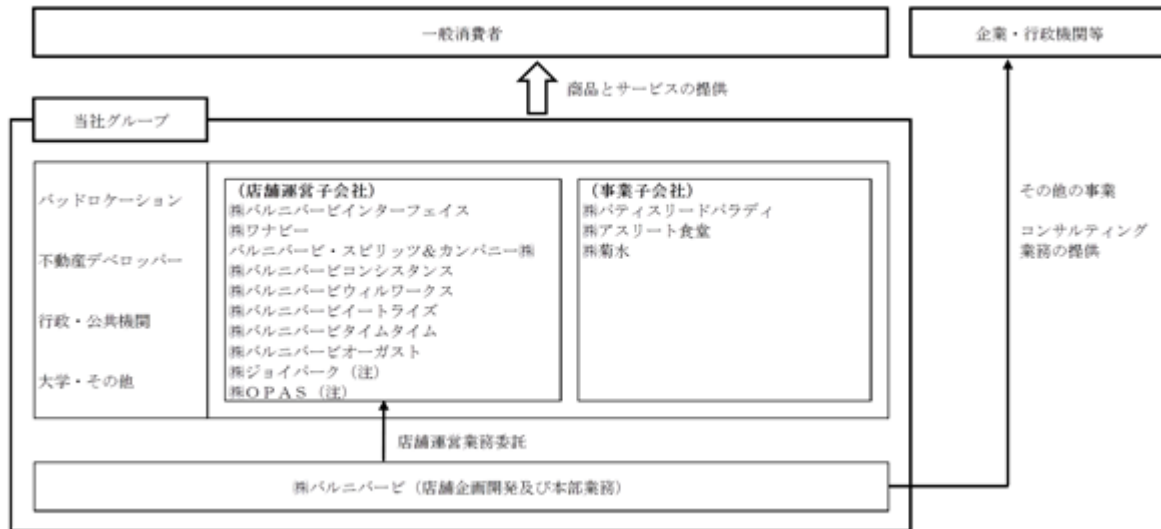 一般消費者
企業・行政機関等
商品とサービスの提供
当社グループ
バッドロケーション
不動産デベロッパー
行政・公共機関
大学・その他
(店舗運営子会社)
㈱バルニバービインターフェイス
㈱ワナビー
バルニバービ・スピリッツ&カンパニー㈱
㈱バルニバービコンシスタンス
㈱バルニバービウィルワークス
㈱バルニバービイートライズ
㈱バルニバービタイムタイム
㈱バルニバービオーガスト
㈱ジョイパーク(注)
㈱OPAS(注)
(事業子会社)
㈱パティスリードパラディ
㈱アスリート食堂
㈱菊水
その他の事業
コンサルティング
業務の提供
店舗運営業務委託
㈱バルニバービ(店舗企画開発及び本部業務)